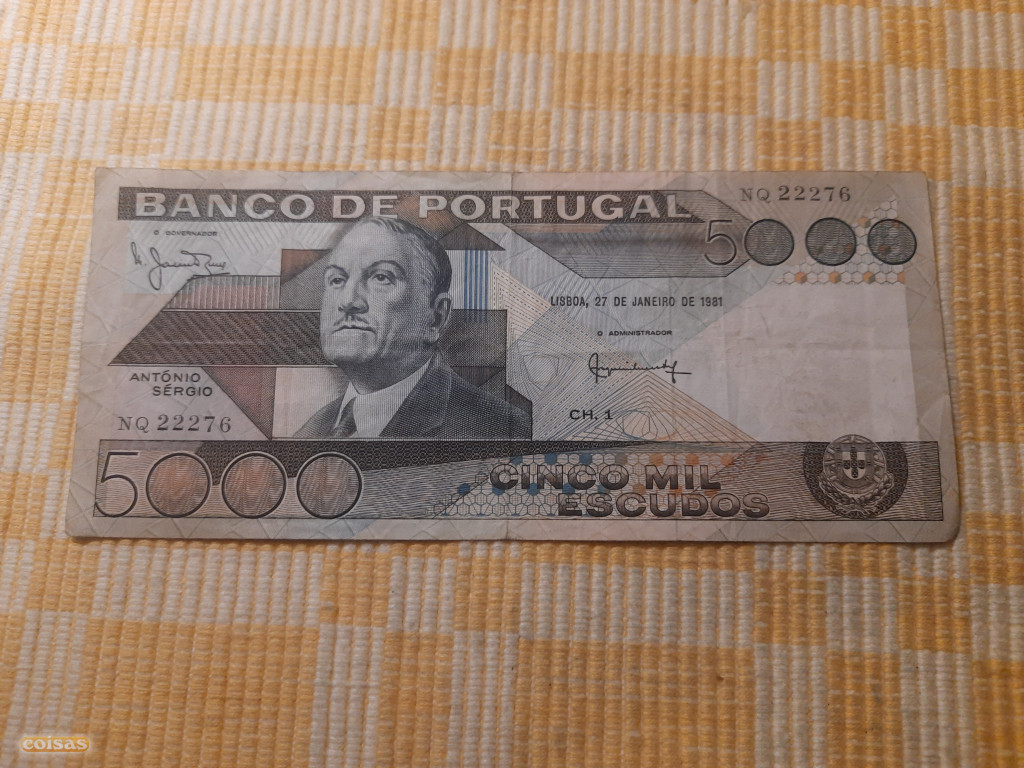 BANCO DE PORTUGAL
NQ 22276
5000
O GOVERNADOR
LISBOA, 27 DE JANEIRO DE 1981
O ADMINISTRADOR
ANTÓNIO
SÉRGIO
CH. 1
NQ 22276
5000
CINCO MIL
ESCUDOS
coisas